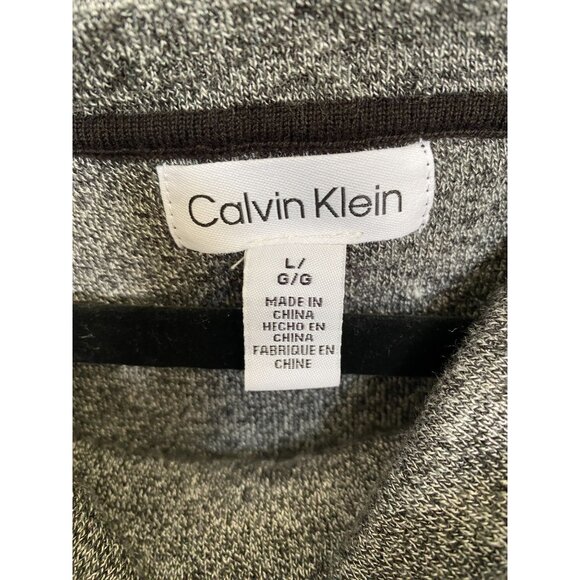 Calvin Klein
L/
G/G
MADE IN
CHINA
HECHO EN
CHINA
FABRIQUE EN
CHINE